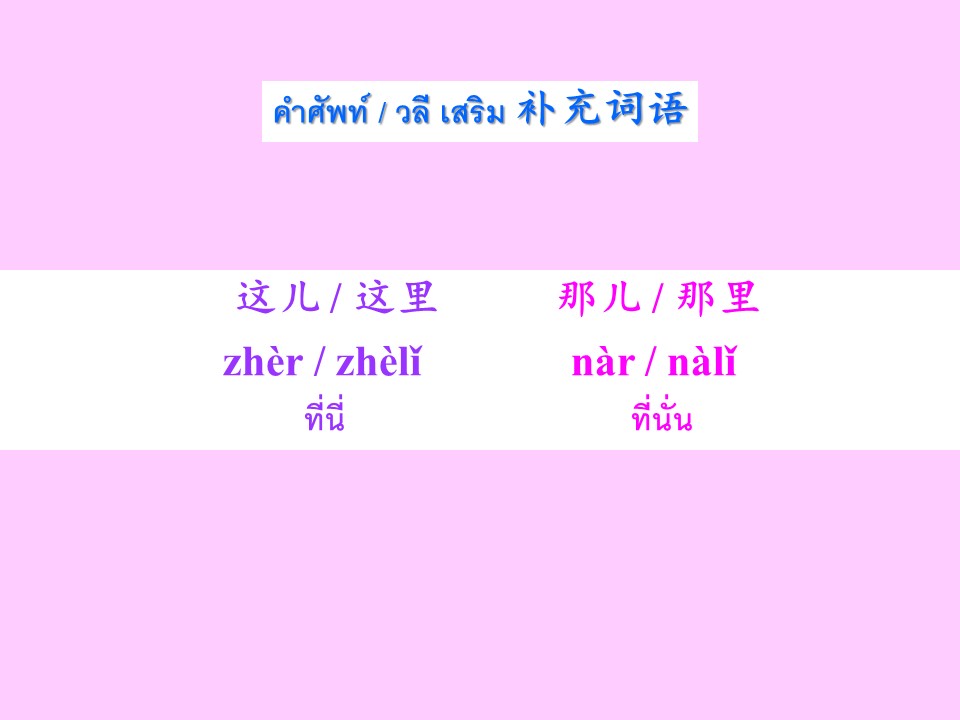 คำศัพท์ / วลี เสริม 补充词语
这儿 / 这里 那儿 / 那里
zhèr / zhèlǐ nàr / nàlǐ
ที่นี่ ที่นั่น